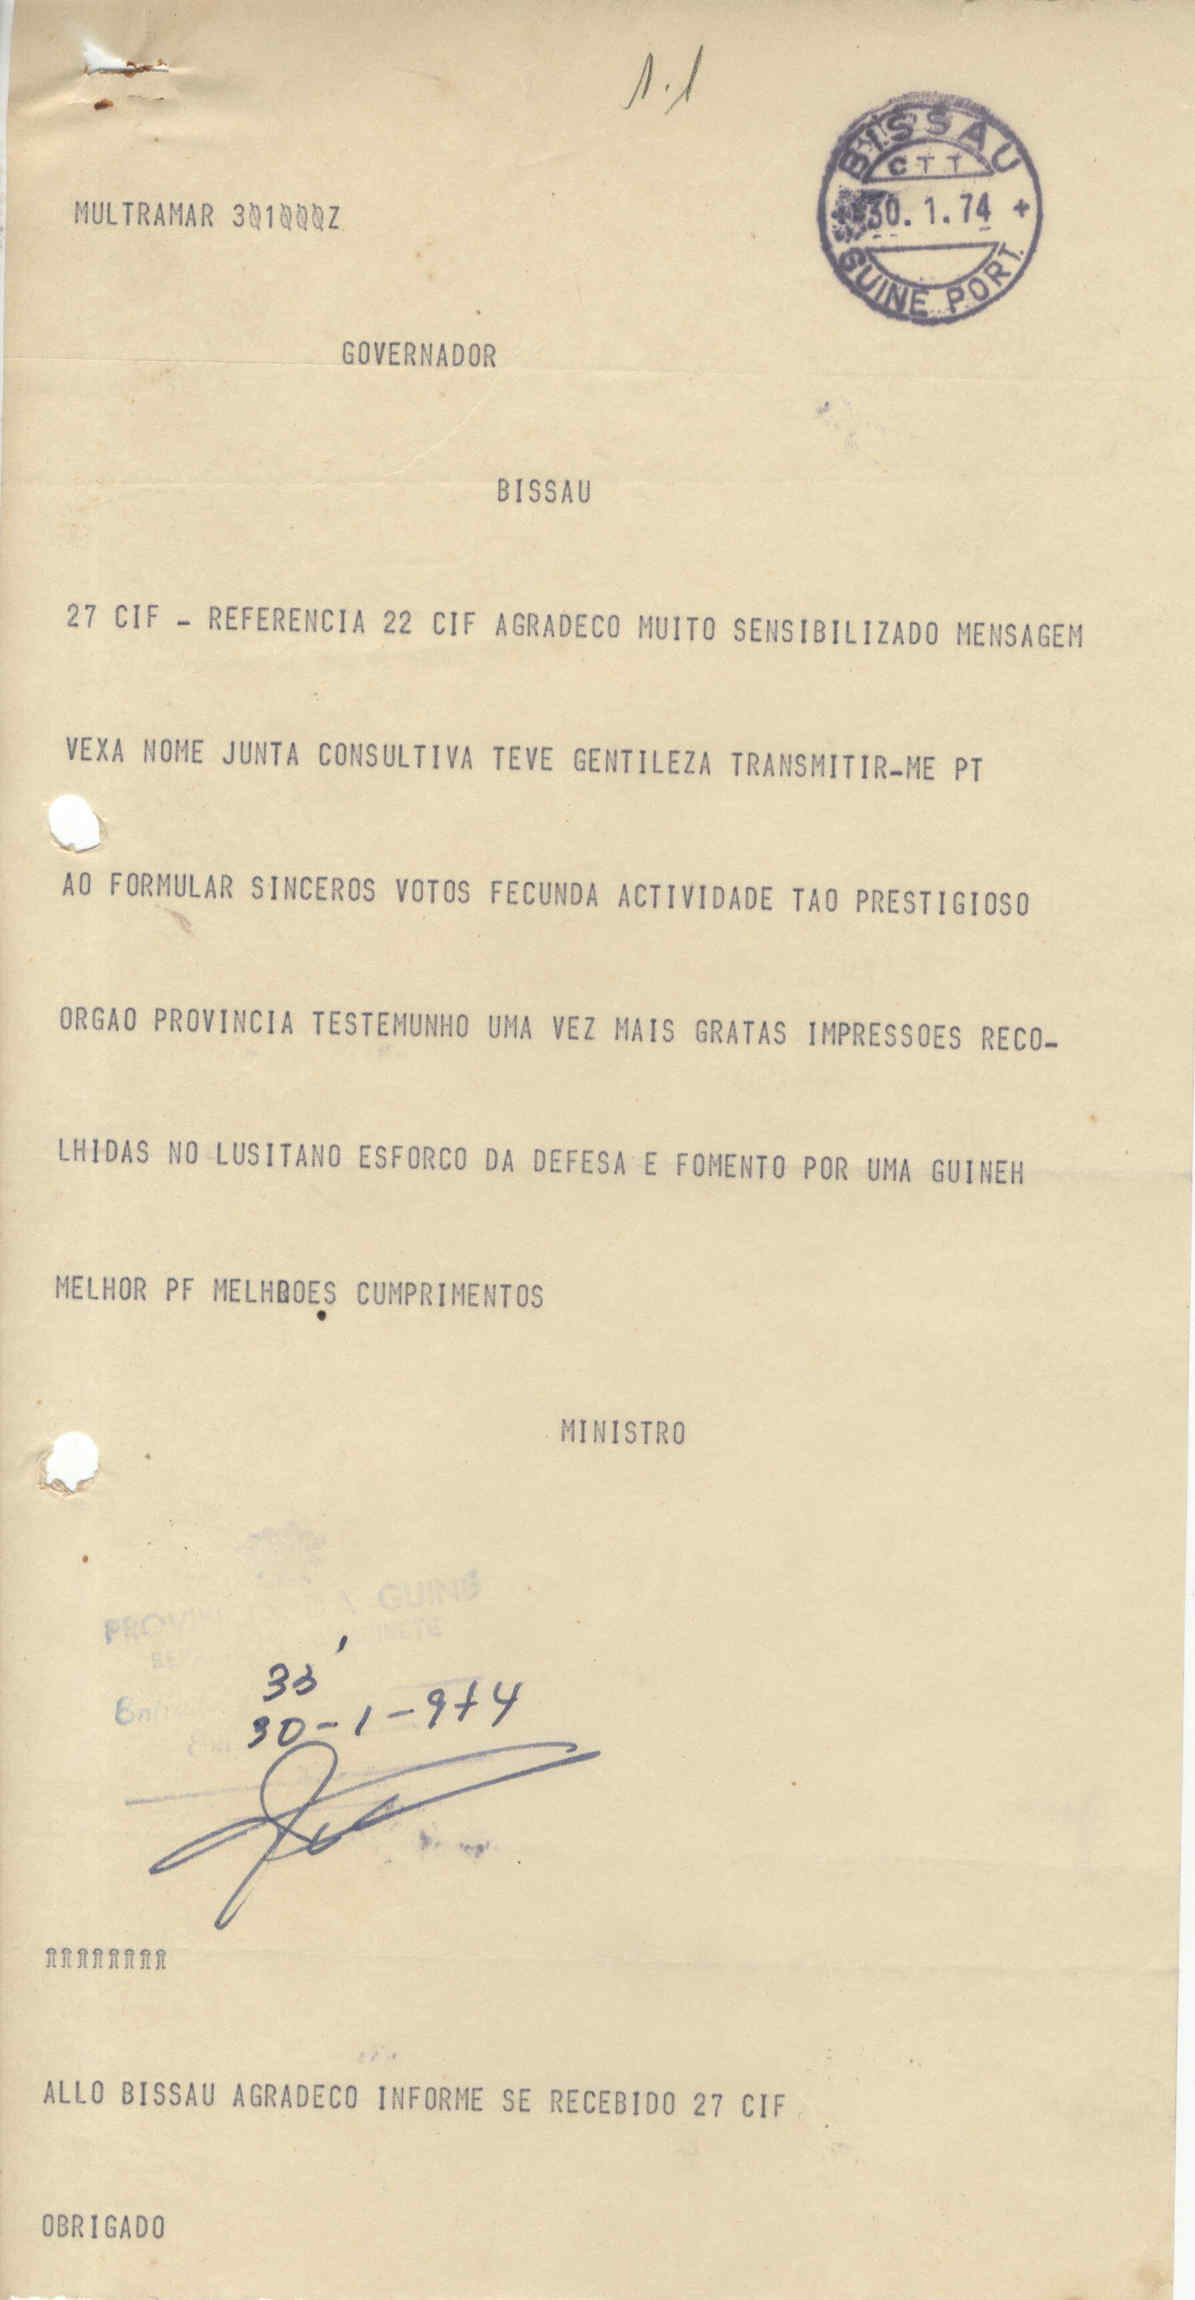 1.1
BISSAU
CTT
30.1.74
GUINE PORT.
MULTRAMAR 301000Z
GOVERNADOR
BISSAU
27 CIF - REFERENCIA 22 CIF AGRADECO MUITO SENSIBILIZADO MENSAGEM
VEXA NOME JUNTA CONSULTIVA TEVE GENTILEZA TRANSMITIR-ME PT
AO FORMULAR SINCEROS VOTOS FECUNDA ACTIVIDADE TAO PRESTIGIOSO
ORGAO PROVINCIA TESTEMUNHO UMA VEZ MAIS GRATAS IMPRESSOES RECO-
LHIDAS NO LUSITANO ESFORCO DA DEFESA E FOMENTO POR UMA GUINEH
MELHOR PF MELHROES CUMPRIMENTOS
MINISTRO
GUINÉ
33
30-1-974
ALLO BISSAU AGRADECO INFORME SE RECEBIDO 27 CIF
OBRIGADO